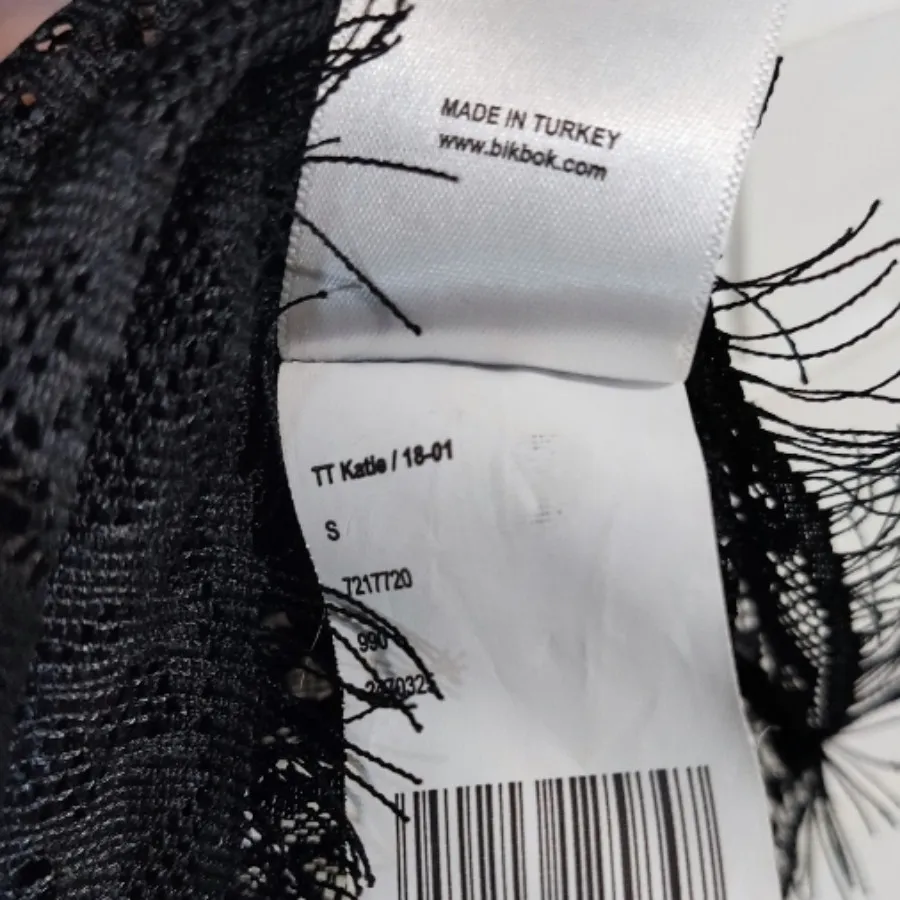 MADE IN TURKEY
www.bikbok.com
TT Katie / 18-01
S
7217720
990